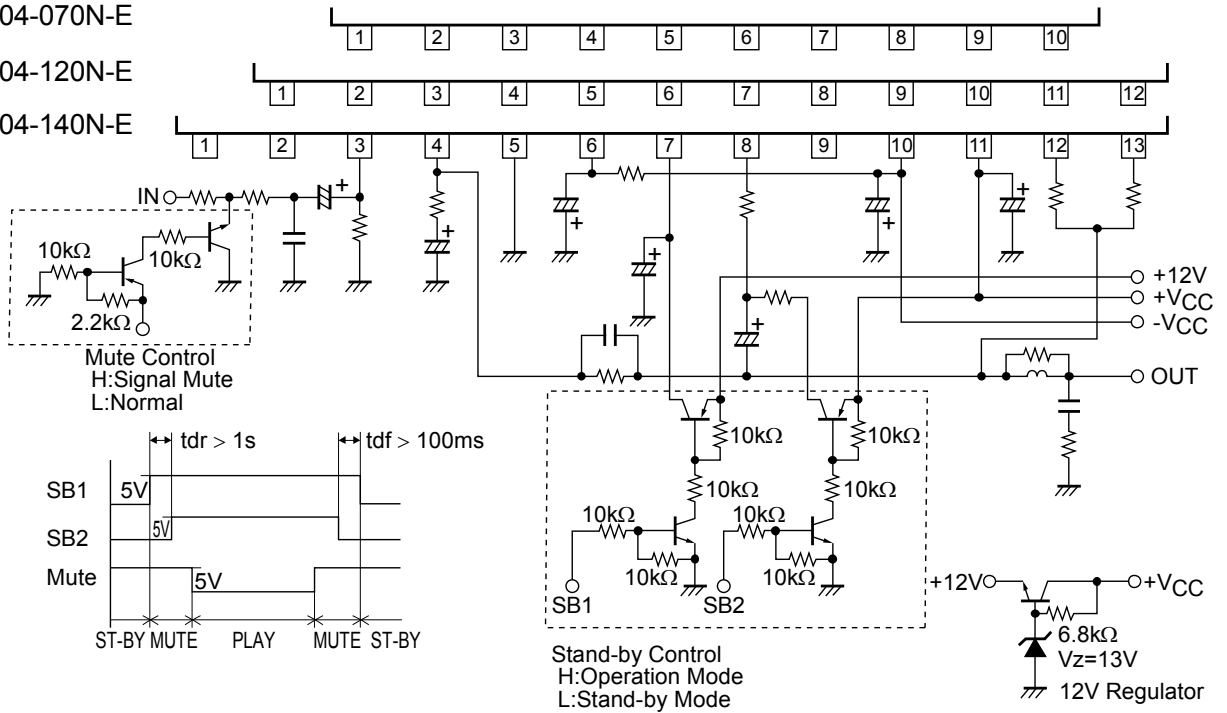 04-070N-E
1 2 3 4 5 6 7 8 9 10
04-120N-E
1 2 3 4 5 6 7 8 9 10 11 12
04-140N-E
1 2 3 4 5 6 7 8 9 10 11 12 13
IN
+
+
+
+
+
+
+
10kΩ
10kΩ
2.2kΩ
Mute Control
H:Signal Mute
L:Normal
+12V
+VCC
-VCC
OUT
10kΩ
10kΩ
10kΩ
10kΩ
10kΩ
10kΩ
10kΩ
10kΩ
SB1
SB2
Stand-by Control
H:Operation Mode
L:Stand-by Mode
tdr > 1s
tdf > 100ms
SB1
5V
SB2
5V
Mute
5V
ST-BY MUTE PLAY MUTE ST-BY
+12V
+VCC
6.8kΩ
Vz=13V
12V Regulator